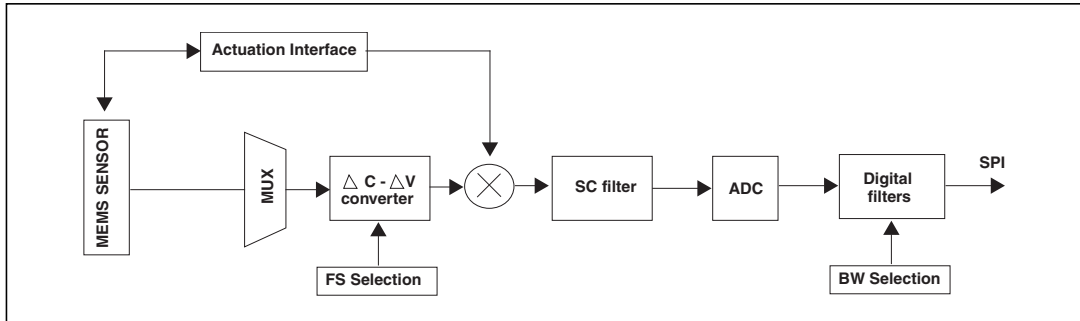 Actuation Interface
MEMS SENSOR
MUX
△ C - △V
converter
SC filter
ADC
Digital
filters
SPI
FS Selection
BW Selection